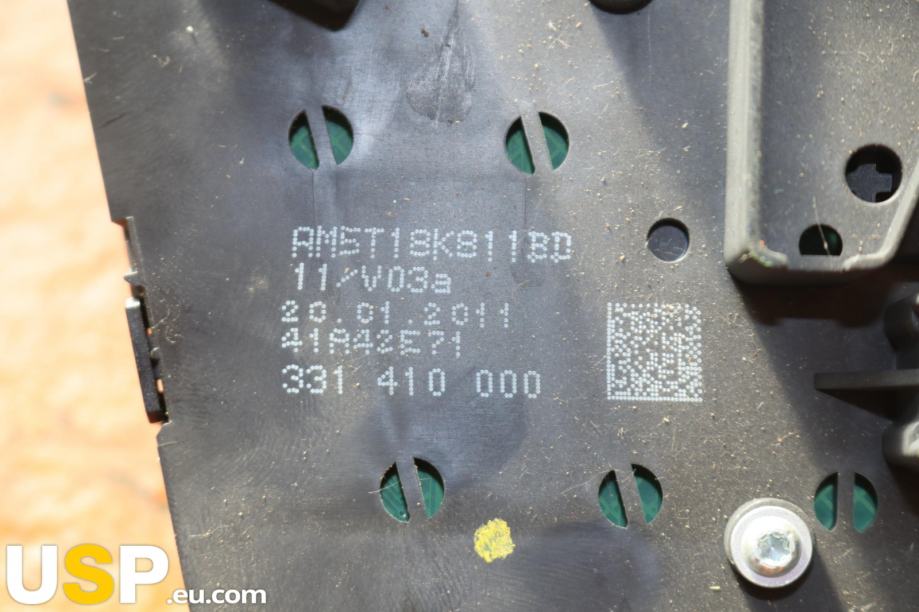 AM5T18K811BD
11/V03a
20.01.2011
41A42E71
331 410 000
USP.eu.com